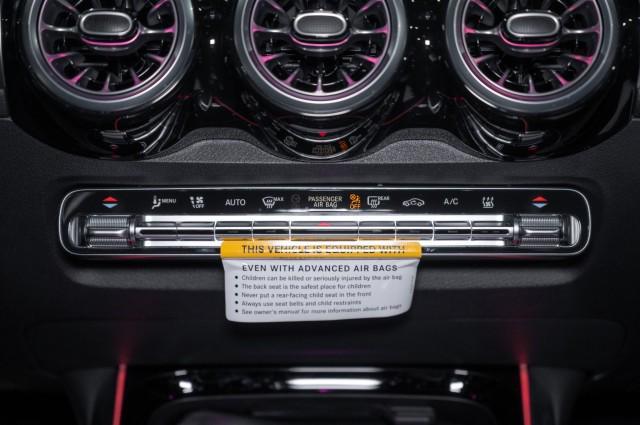 MENU OFF AUTO MAX PASSENGER AIR BAG OFF REAR A/C
THIS VEHICLE IS EQUIPPED WITH
EVEN WITH ADVANCED AIR BAGS
• Children can be killed or seriously injured by the air bag
• The back seat is the safest place for children
• Never put a rear-facing child seat in the front
• Always use seat belts and child restraints
• See owner's manual for more information about air bags